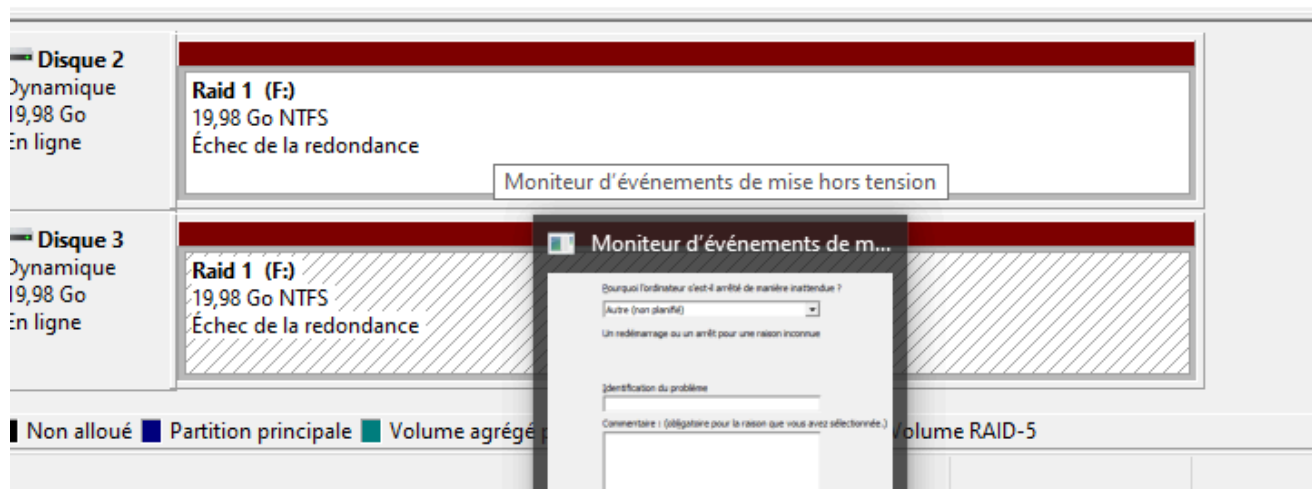 Disque 2
Dynamique
19,98 Go
En ligne
Raid 1 (F:)
19,98 Go NTFS
Échec de la redondance
Moniteur d'événements de mise hors tension
Disque 3
Dynamique
19,98 Go
En ligne
Raid 1 (F:)
19,98 Go NTFS
Échec de la redondance
Moniteur d'événements de m...
Pourquoi l'ordinateur s'est-il arrêté de manière inattendue ?
Autre (non planifié)
Un redémarrage ou un arrêt pour une raison inconnue
Identification du problème
Commentaire : (obligatoire pour la raison que vous avez sélectionnée.)
Non alloué Partition principale Volume agrégé Volume RAID-5